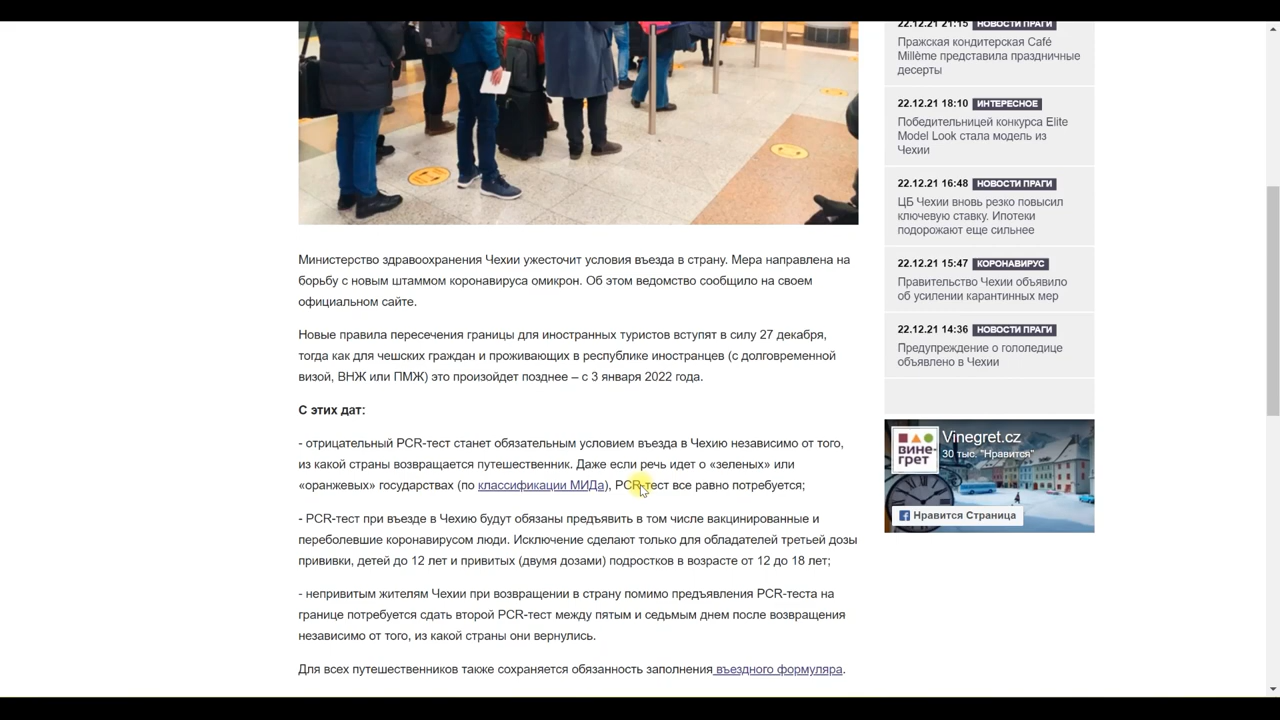 Министерство здравоохранения Чехии ужесточит условия въезда в страну. Мера направлена на
борьбу с новым штаммом коронавируса омикрон. Об этом ведомство сообщило на своем
официальном сайте.
Новые правила пересечения границы для иностранных туристов вступят в силу 27 декабря,
тогда как для чешских граждан и проживающих в республике иностранцев (с долговременной
визой, ВНЖ или ПМЖ) это произойдет позднее – с 3 января 2022 года.
С этих дат:
- отрицательный PCR-тест станет обязательным условием въезда в Чехию независимо от того,
из какой страны возвращается путешественник. Даже если речь идет о «зеленых» или
«оранжевых» государствах (по классификации МИДа), PCR-тест все равно потребуется;
- PCR-тест при въезде в Чехию будут обязаны предъявить в том числе вакцинированные и
переболевшие коронавирусом люди. Исключение сделают только для обладателей третьей дозы
прививки, детей до 12 лет и привитых (двумя дозами) подростков в возрасте от 12 до 18 лет;
- непривитым жителям Чехии при возвращении в страну помимо предъявления PCR-теста на
границе потребуется сдать второй PCR-тест между пятым и седьмым днем после возвращения
независимо от того, из какой страны они вернулись.
Для всех путешественников также сохраняется обязанность заполнения въездного формуляра.
22.12.21 21:15 НОВОСТИ ПРАГИ
Пражская кондитерская Café
Millème представила праздничные
десерты
22.12.21 18:10 ИНТЕРЕСНОЕ
Победительницей конкурса Elite
Model Look стала модель из
Чехии
22.12.21 16:48 НОВОСТИ ПРАГИ
ЦБ Чехии вновь резко повысил
ключевую ставку. Ипотеки
подорожают еще сильнее
22.12.21 15:47 КОРОНАВИРУС
Правительство Чехии объявило
об усилении карантинных мер
22.12.21 14:36 НОВОСТИ ПРАГИ
Предупреждение о гололедице
объявлено в Чехии
ВИНЕ-
ГРЕТ
Vinegret.cz
30 тыс. "Нравится"
Нравится Страница